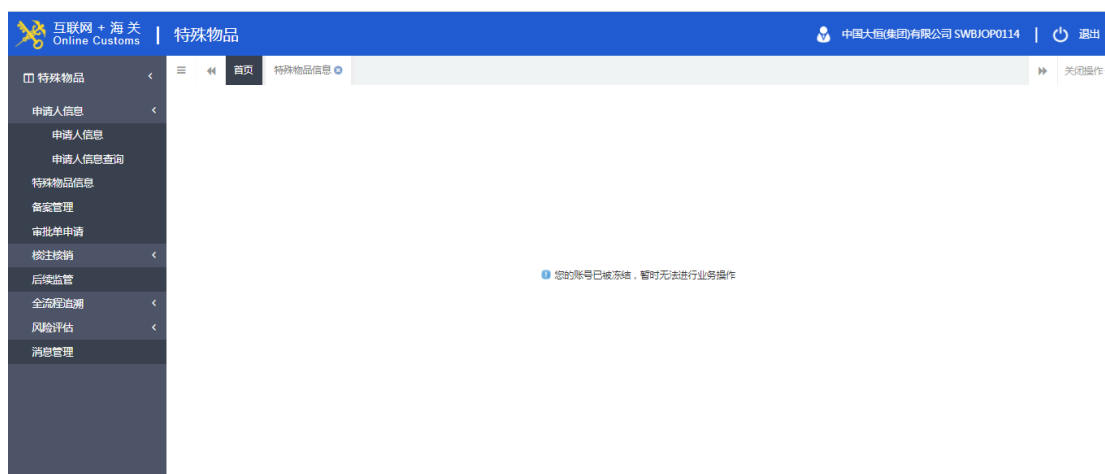 互联网 + 海关
Online Customs
特殊物品
中国大恒(集团)有限公司 SWBJOP0114
退出
特殊物品
首页
特殊物品信息
关闭操作
申请人信息
申请人信息
申请人信息查询
特殊物品信息
备案管理
审批单申请
核注核销
后续监管
全流程追溯
风险评估
消息管理
您的账号已被冻结，暂时无法进行业务操作